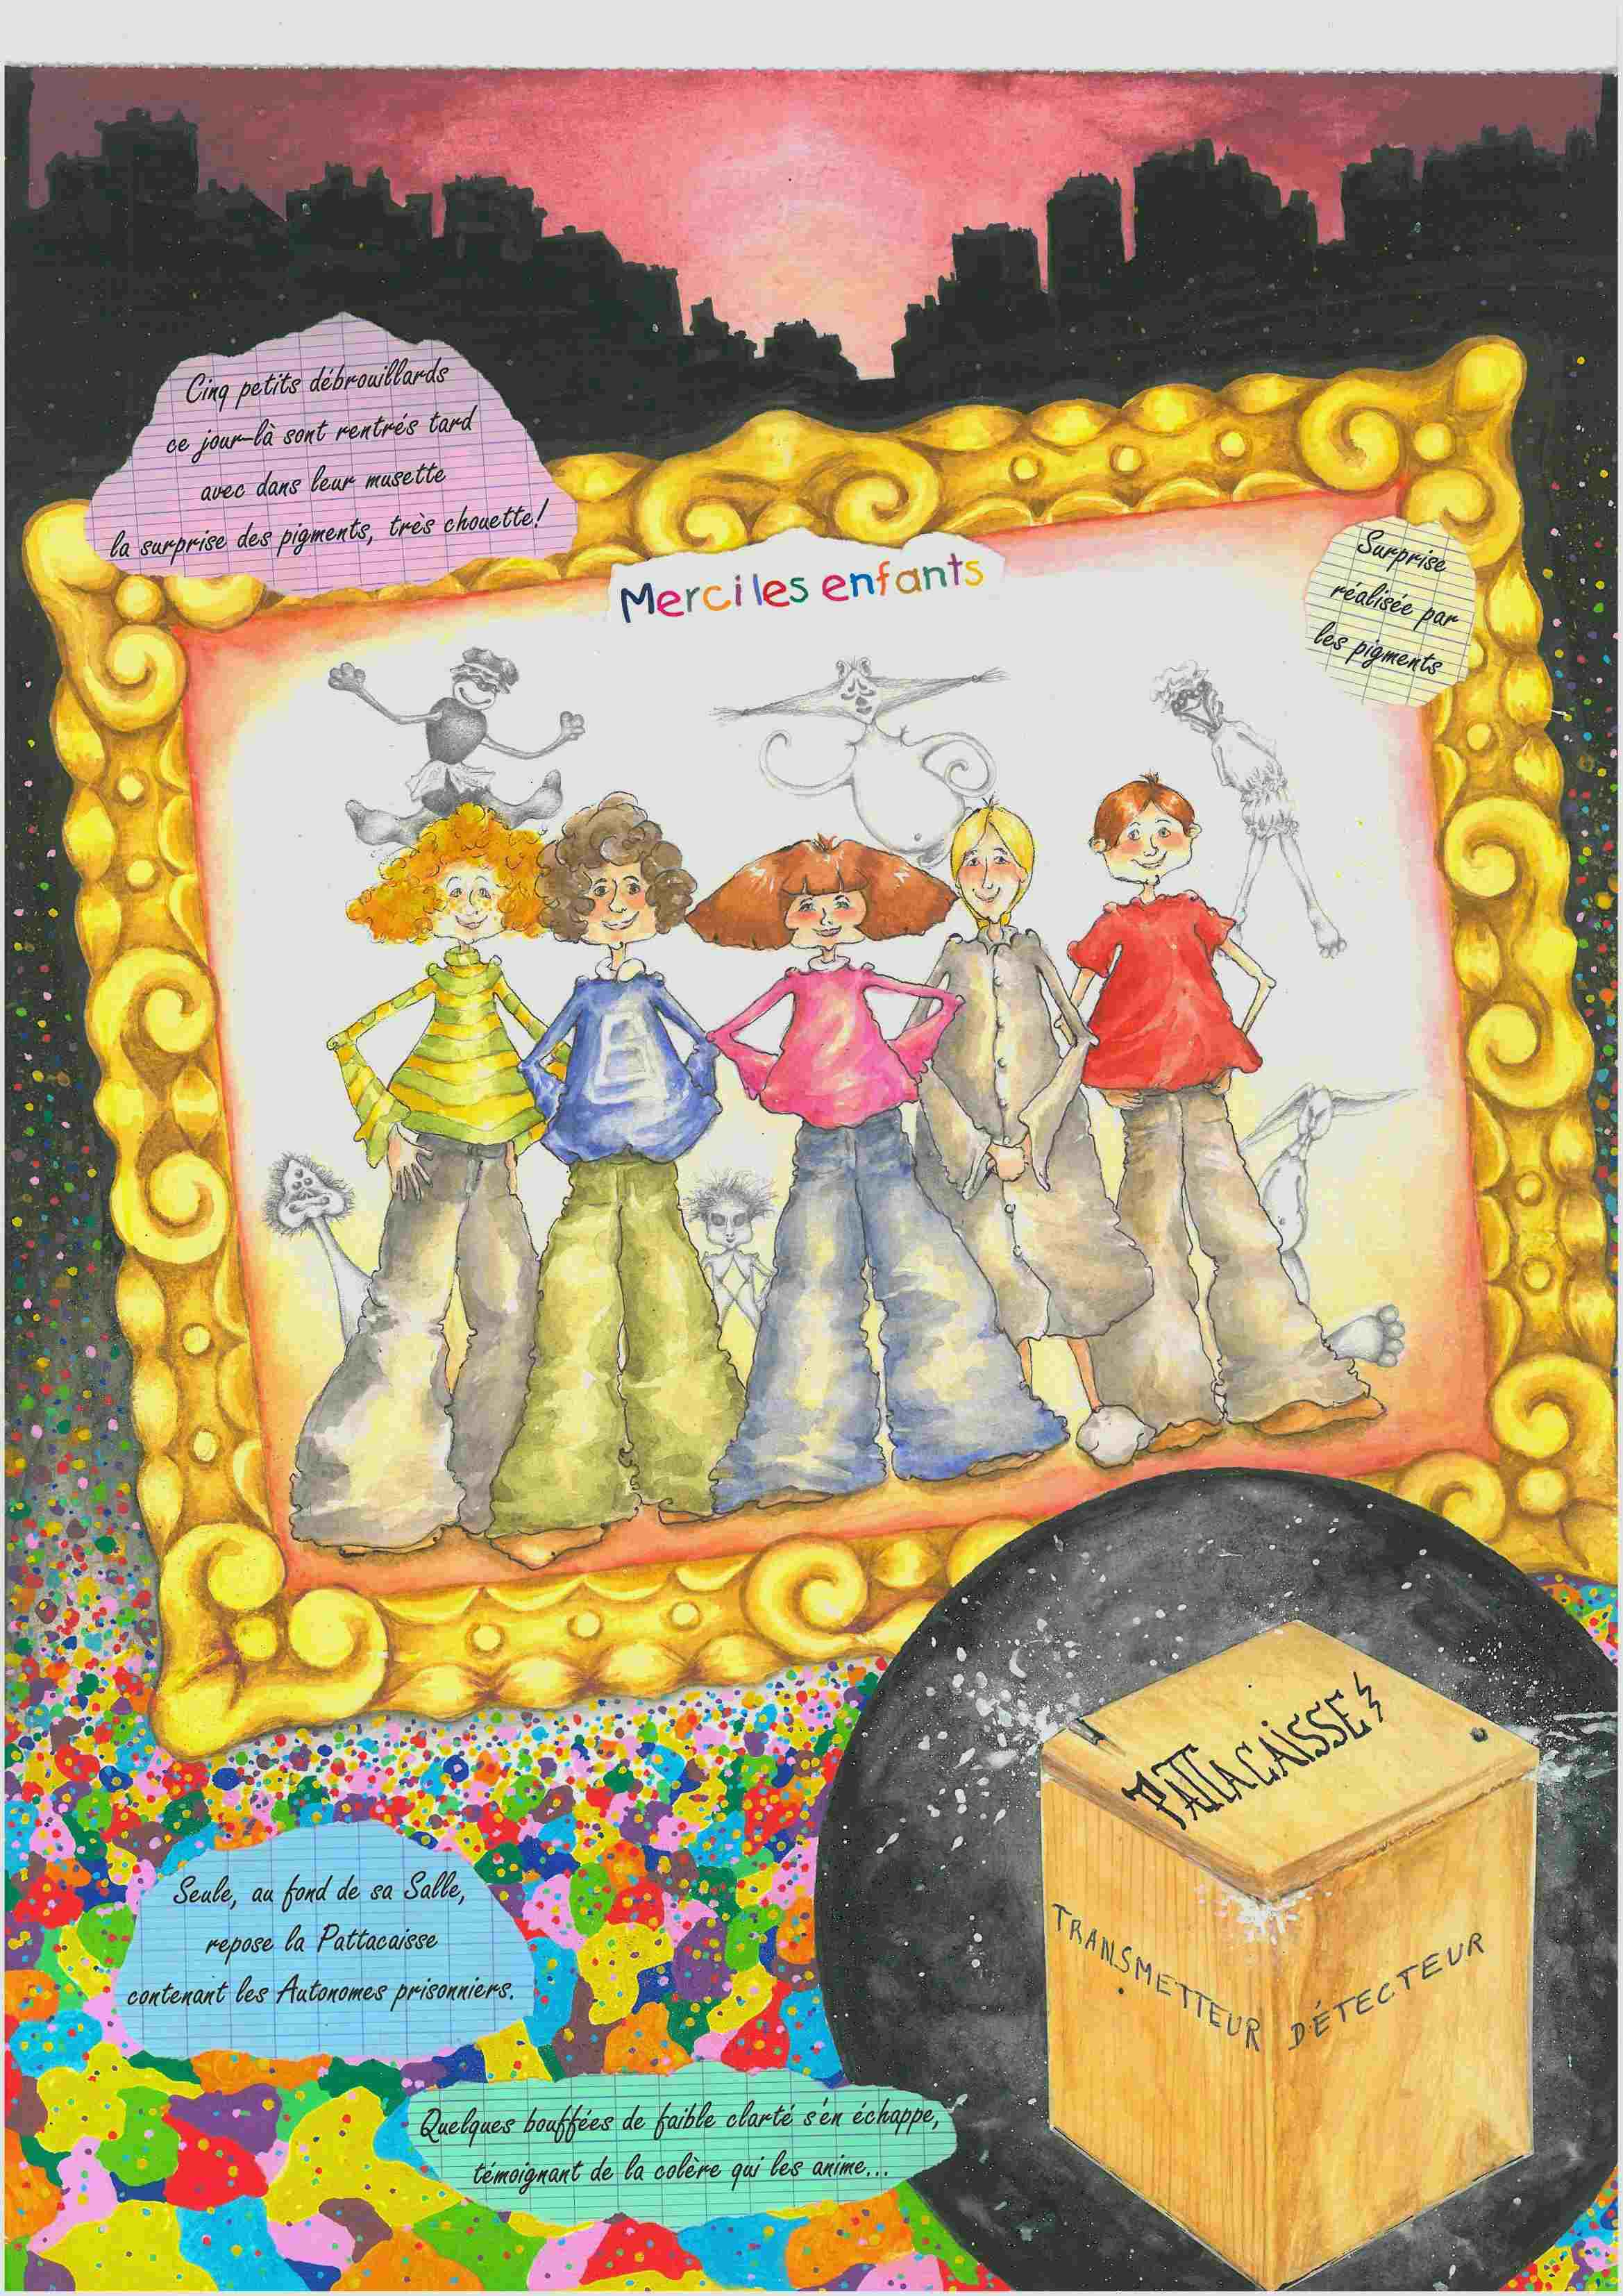 Cinq petits débrouillards
ce jour-là sont rentrés tard
avec dans leur musette
la surprise des pigments, très chouette!
Merci les enfants
Surprise
réalisée par
les pigments
PATTACAISSE
TRANSMETTEUR
DÉTECTEUR
Seule, au fond de sa Salle,
repose la Pattacaisse
contenant les Autonomes prisonniers.
Quelques bouffées de faible clarté s'en échappe,
témoignant de la colère qui les anime...